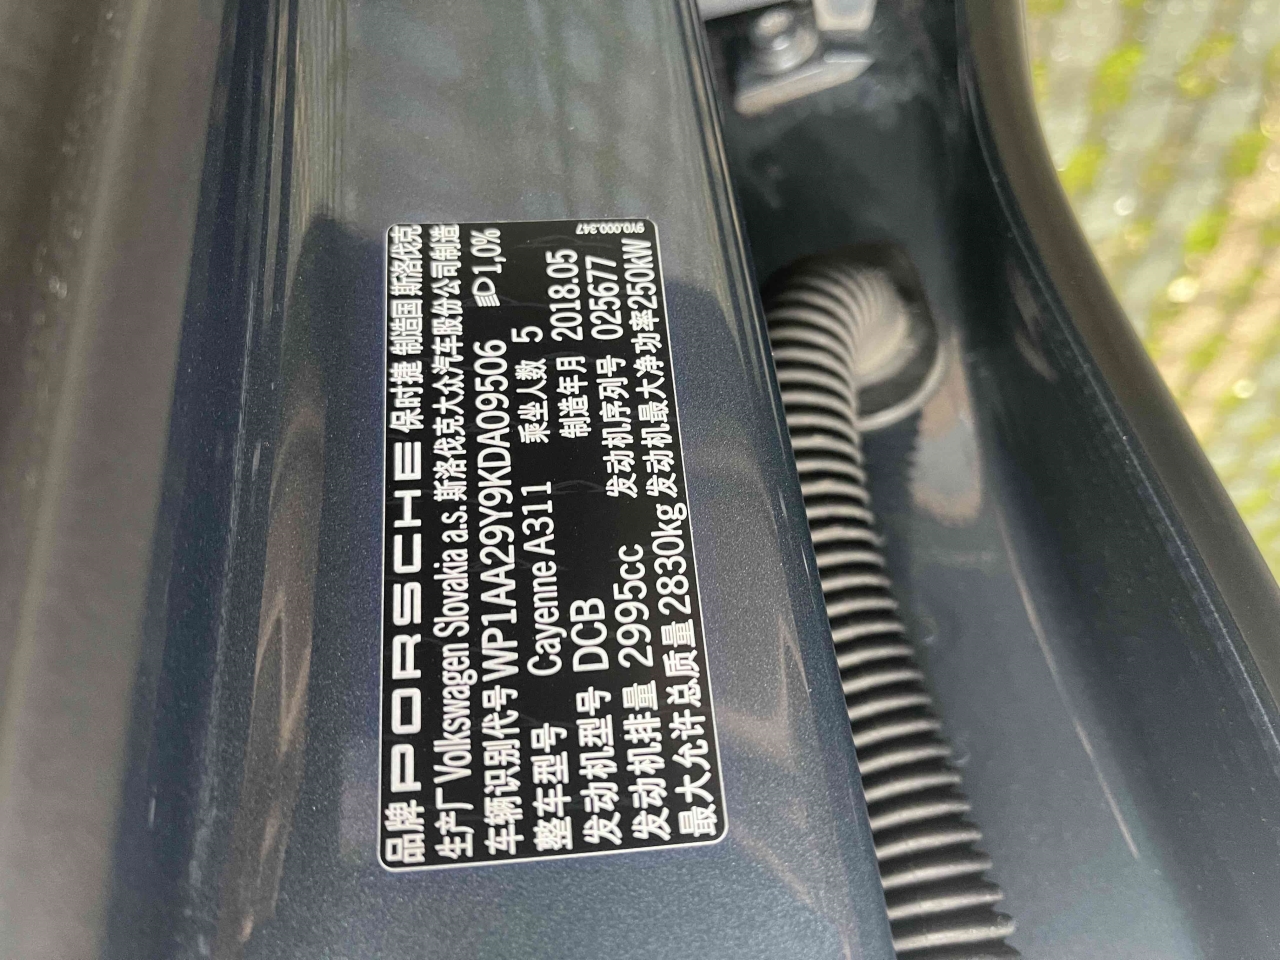 品牌 PORSCHE 保时捷 制造国 斯洛伐克
生产厂 Volkswagen Slovakia a.s. 斯洛伐克大众汽车股份公司制造
车辆识别代号 WP1AA29Y9KDA09506 1,0%
整车型号 Cayenne A311 乘坐人数 5
发动机型号 DCB 制造年月 2018.05
发动机排量 2995cc 发动机序列号 025677
最大允许总质量 2830kg 发动机最大净功率 250kW
9Y0.000.347